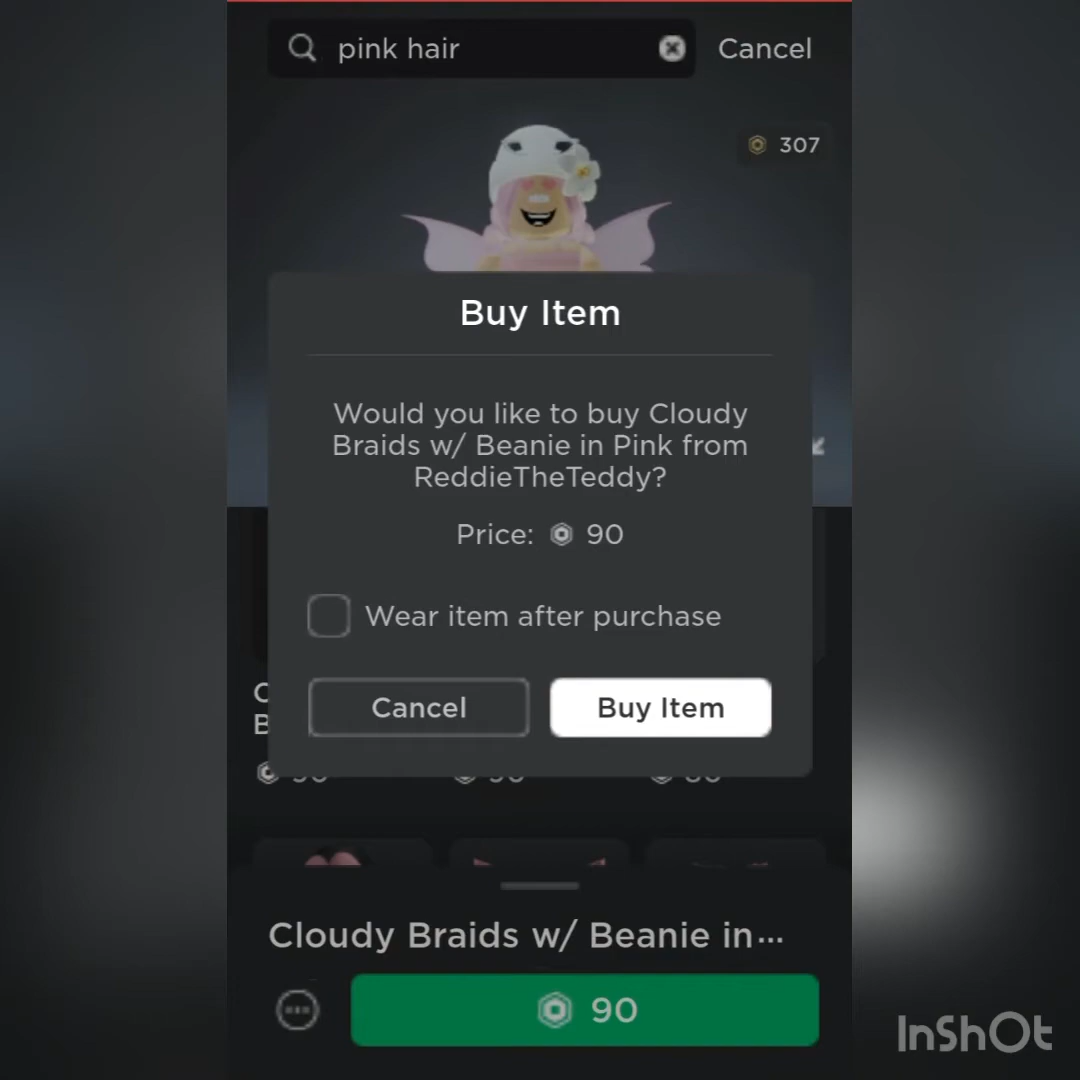 pink hair
Cancel
307
Buy Item
Would you like to buy Cloudy
Braids w/ Beanie in Pink from
ReddieTheTeddy?
Price: 90
Wear item after purchase
Cancel
Buy Item
Cloudy Braids w/ Beanie in...
90
InShOt